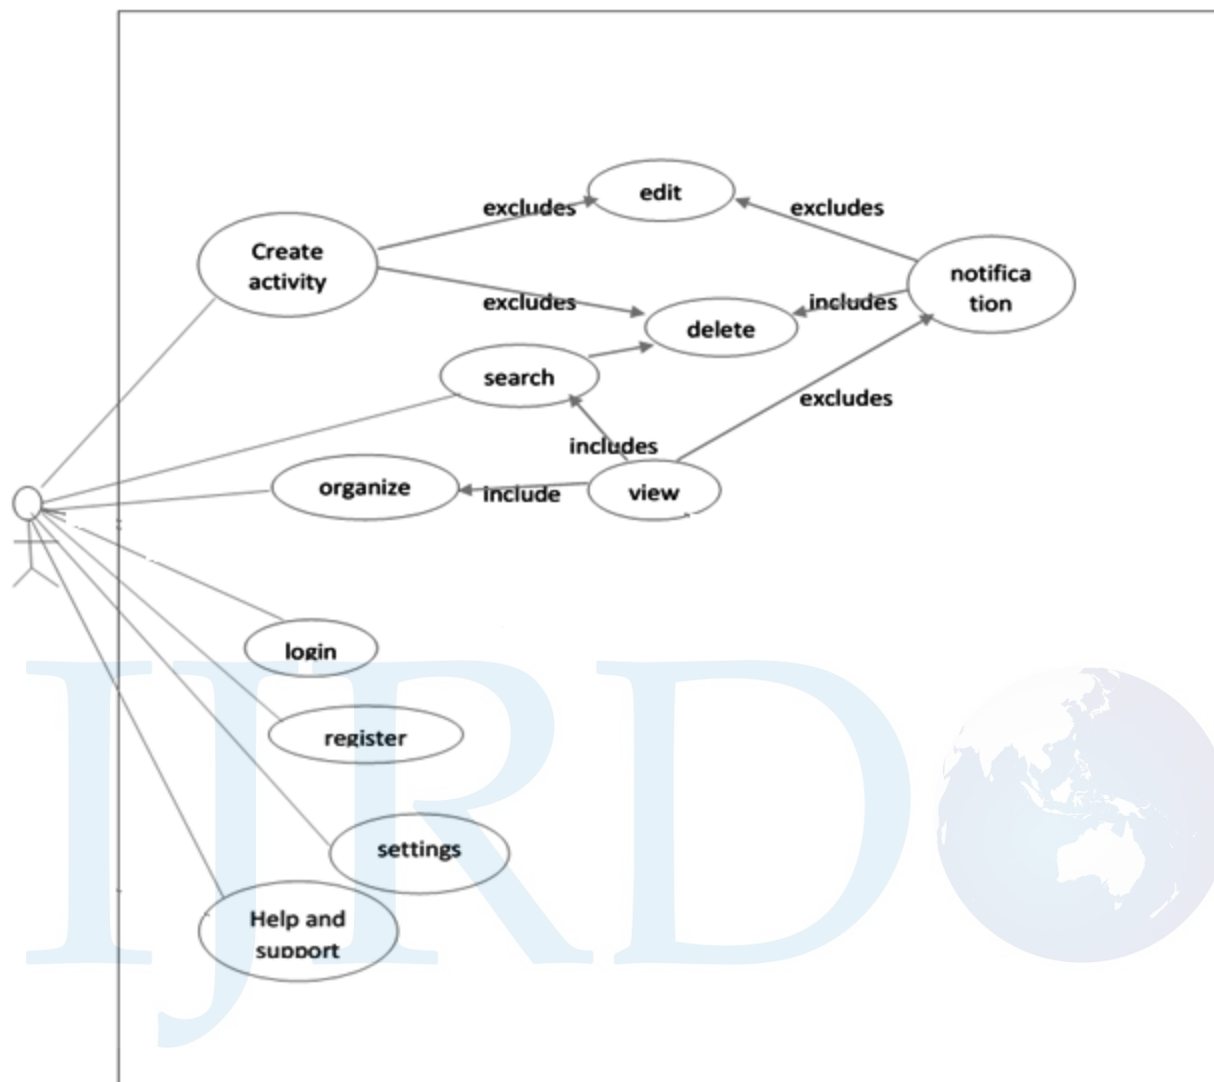 edit
excludes
excludes
Create
activity
notifica
tion
excludes
includes
delete
search
excludes
includes
organize
include
view
login
register
settings
Help and
support
IJRD